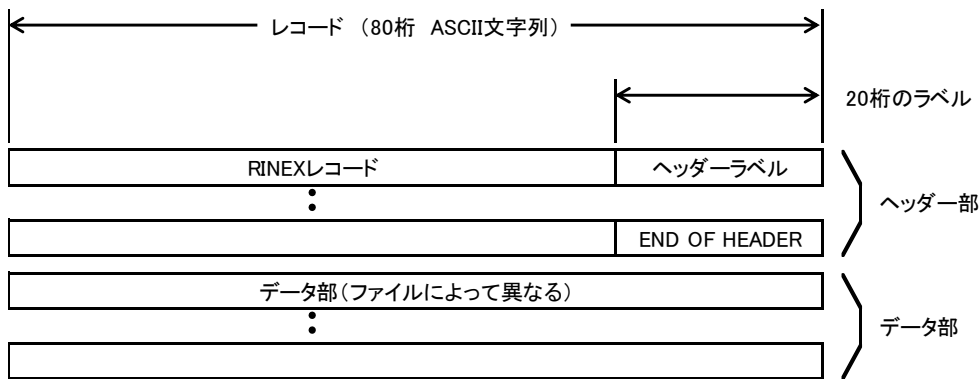 レコード (80桁 ASCII文字列)
20桁のラベル
RINEXレコード
ヘッダーラベル
ヘッダー部
END OF HEADER
データ部(ファイルによって異なる)
データ部